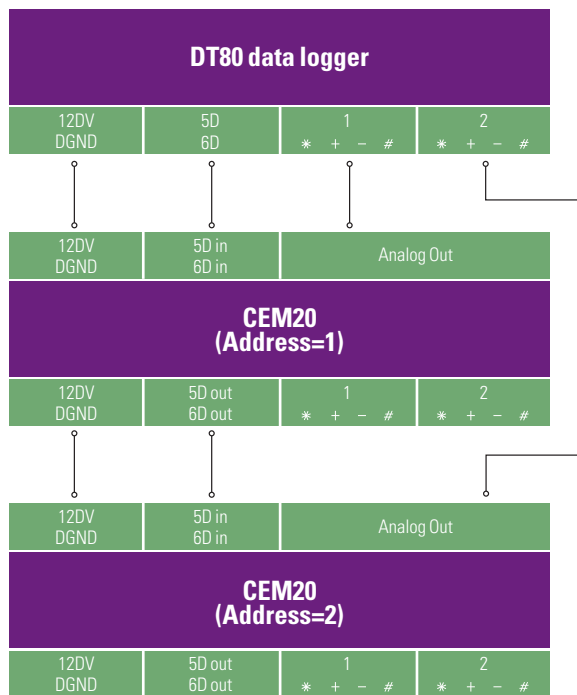 DT80 data logger
12DV 5D 1 2
DGND 6D * + – # * + – #
12DV 5D in Analog Out
DGND 6D in
CEM20
(Address=1)
12DV 5D out 1 2
DGND 6D out * + – # * + – #
12DV 5D in Analog Out
DGND 6D in
CEM20
(Address=2)
12DV 5D out 1 2
DGND 6D out * + – # * + – #